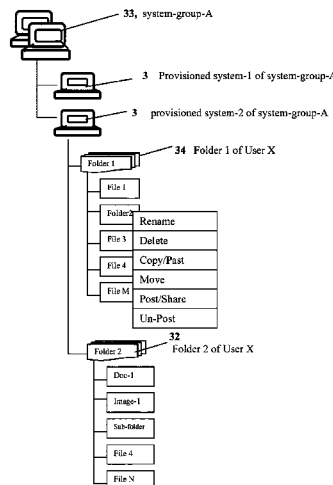 33, system-group-A
3 Provisioned system-1 of system-group-A
3 provisioned system-2 of system-group-A
34 Folder 1 of User X
Folder 1
File 1
Folder2
Rename
Delete
File 3
Copy/Past
File 4
Move
File M
Post/Share
Un-Post
32
Folder 2 of User X
Folder 2
Doc-1
Image-1
Sub-folder
File 4
File N